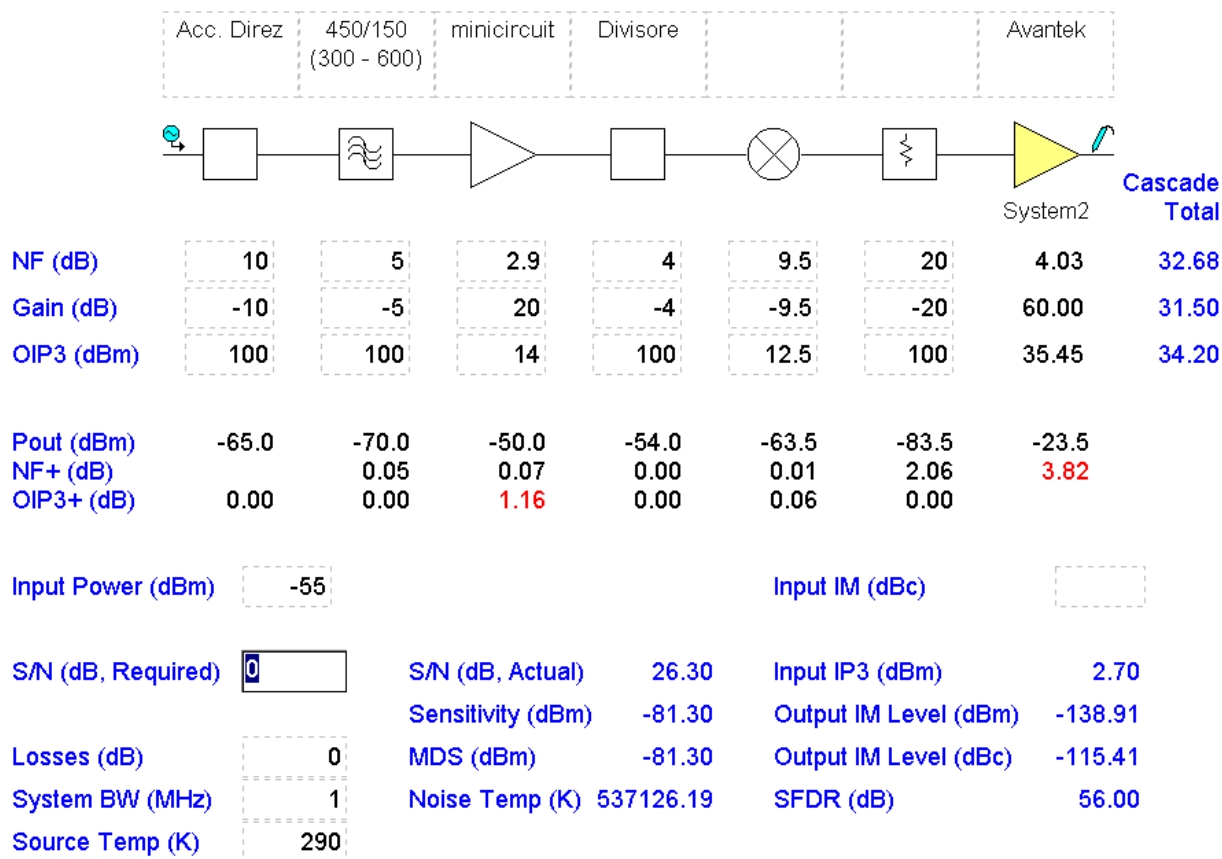 Acc. Direz 450/150 minicircuit Divisore Avantek
(300 - 600)
Cascade
System2 Total
NF (dB) 10 5 2.9 4 9.5 20 4.03 32.68
Gain (dB) -10 -5 20 -4 -9.5 -20 60.00 31.50
OIP3 (dBm) 100 100 14 100 12.5 100 35.45 34.20
Pout (dBm) -65.0 -70.0 -50.0 -54.0 -63.5 -83.5 -23.5
NF+ (dB) 0.05 0.07 0.00 0.01 2.06 3.82
OIP3+ (dB) 0.00 0.00 1.16 0.00 0.06 0.00
Input Power (dBm) -55 Input IM (dBc)
S/N (dB, Required) 0 S/N (dB, Actual) 26.30 Input IP3 (dBm) 2.70
Sensitivity (dBm) -81.30 Output IM Level (dBm) -138.91
Losses (dB) 0 MDS (dBm) -81.30 Output IM Level (dBc) -115.41
System BW (MHz) 1 Noise Temp (K) 537126.19 SFDR (dB) 56.00
Source Temp (K) 290